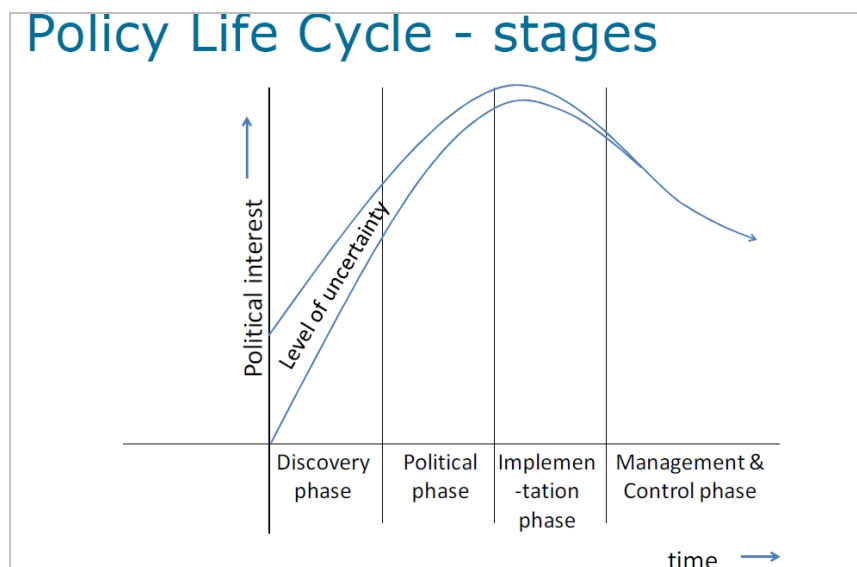 Policy Life Cycle - stages
Political interest
Level of uncertainty
Discovery
phase
Political
phase
Implemen
-tation
phase
Management &
Control phase
time